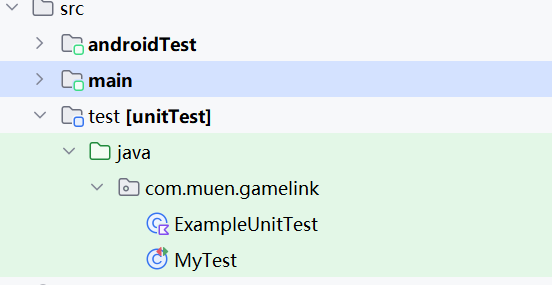 src
androidTest
main
test [unitTest]
java
com.muen.gamelink
ExampleUnitTest
MyTest